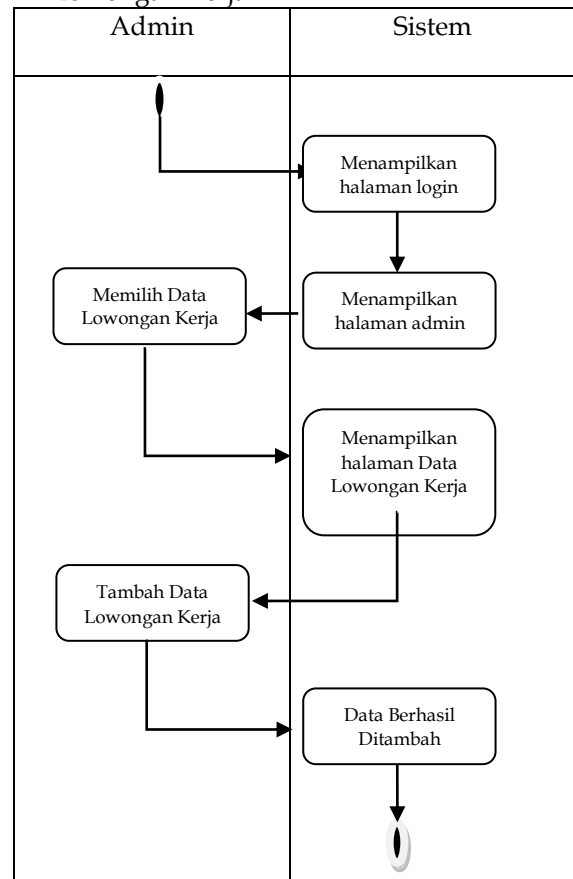 Admin
Sistem
Menampilkan
halaman login
Menampilkan
halaman admin
Memilih Data
Lowongan Kerja
Menampilkan
halaman Data
Lowongan Kerja
Tambah Data
Lowongan Kerja
Data Berhasil
Ditambah